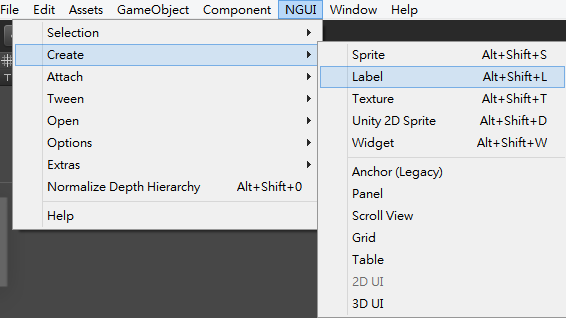 File Edit Assets GameObject Component NGUI Window Help
Selection
Create
Attach
Tween
Open
Options
Extras
Normalize Depth Hierarchy Alt+Shift+0
Help
Sprite Alt+Shift+S
Label Alt+Shift+L
Texture Alt+Shift+T
Unity 2D Sprite Alt+Shift+D
Widget Alt+Shift+W
Anchor (Legacy)
Panel
Scroll View
Grid
Table
2D UI
3D UI